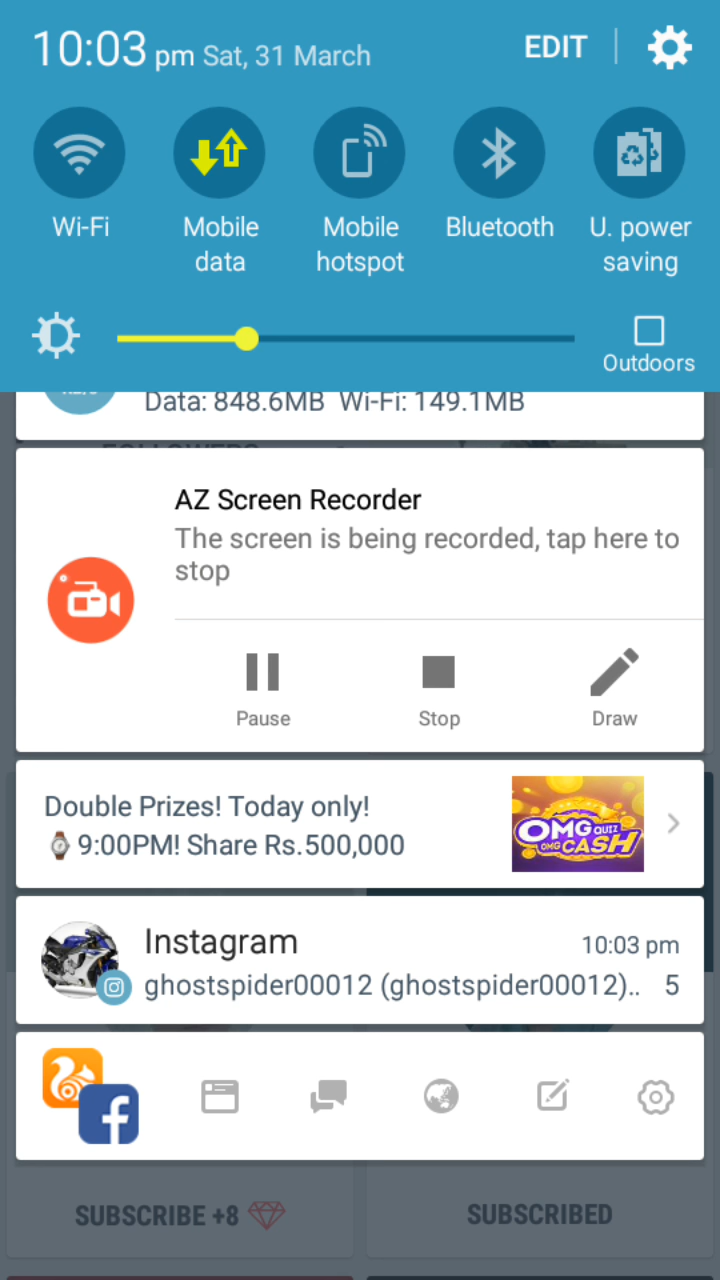 10:03 pm Sat, 31 March
EDIT
Wi-Fi
Mobile data
Mobile hotspot
Bluetooth
U. power saving
Outdoors
Data: 848.6MB Wi-Fi: 149.1MB
AZ Screen Recorder
The screen is being recorded, tap here to
stop
Pause
Stop
Draw
Double Prizes! Today only!
9:00PM! Share Rs.500,000
OMG QUIZ
OMG CASH
Instagram
10:03 pm
ghostspider00012 (ghostspider00012)..
5
SUBSCRIBE +8
SUBSCRIBED